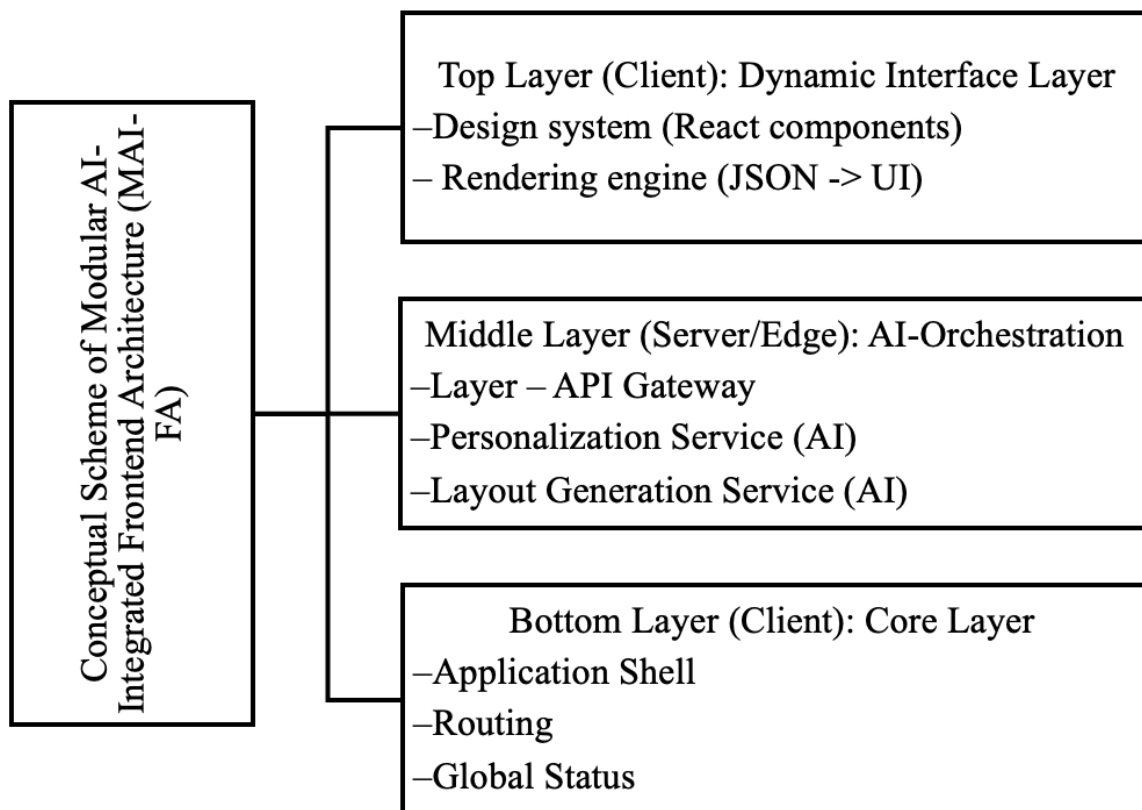 Conceptual Scheme of Modular AI-
Integrated Frontend Architecture (MAI-
FA)
Top Layer (Client): Dynamic Interface Layer
–Design system (React components)
– Rendering engine (JSON -> UI)
Middle Layer (Server/Edge): AI-Orchestration
–Layer – API Gateway
–Personalization Service (AI)
–Layout Generation Service (AI)
Bottom Layer (Client): Core Layer
–Application Shell
–Routing
–Global Status